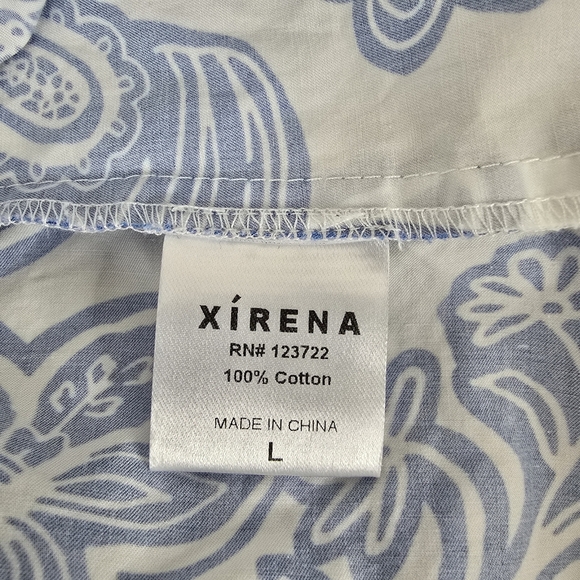 XíRENA
RN# 123722
100% Cotton
MADE IN CHINA
L